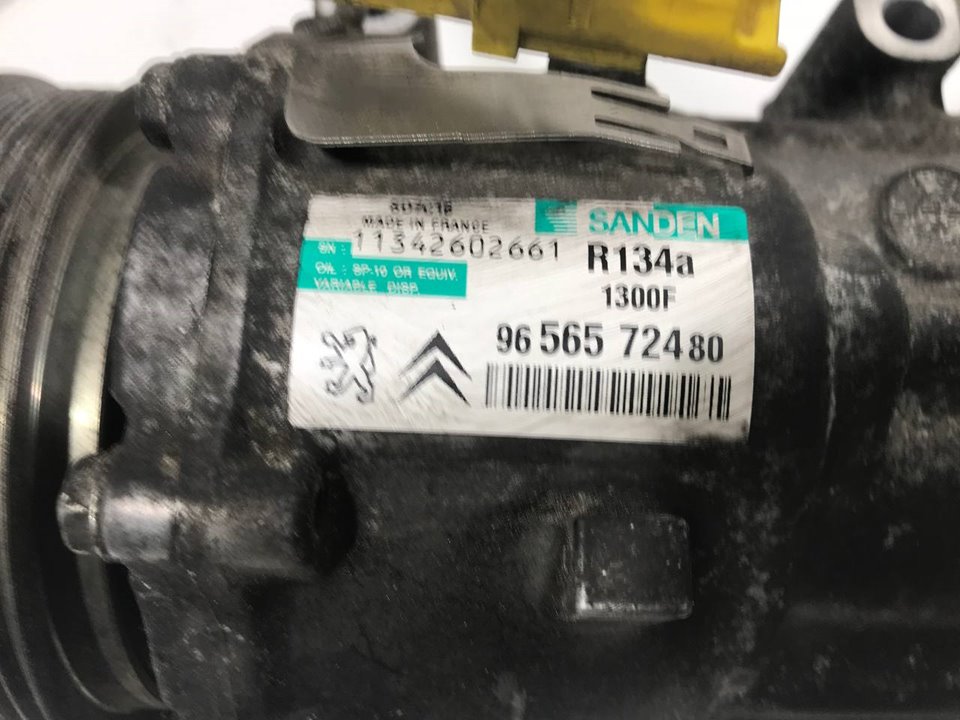 MADE IN FRANCE
SANDEN
SN : 11342602661
R134a
OIL : SP-10 OR EQUIV.
VARIABLE DISP.
1300F
96 565 724 80